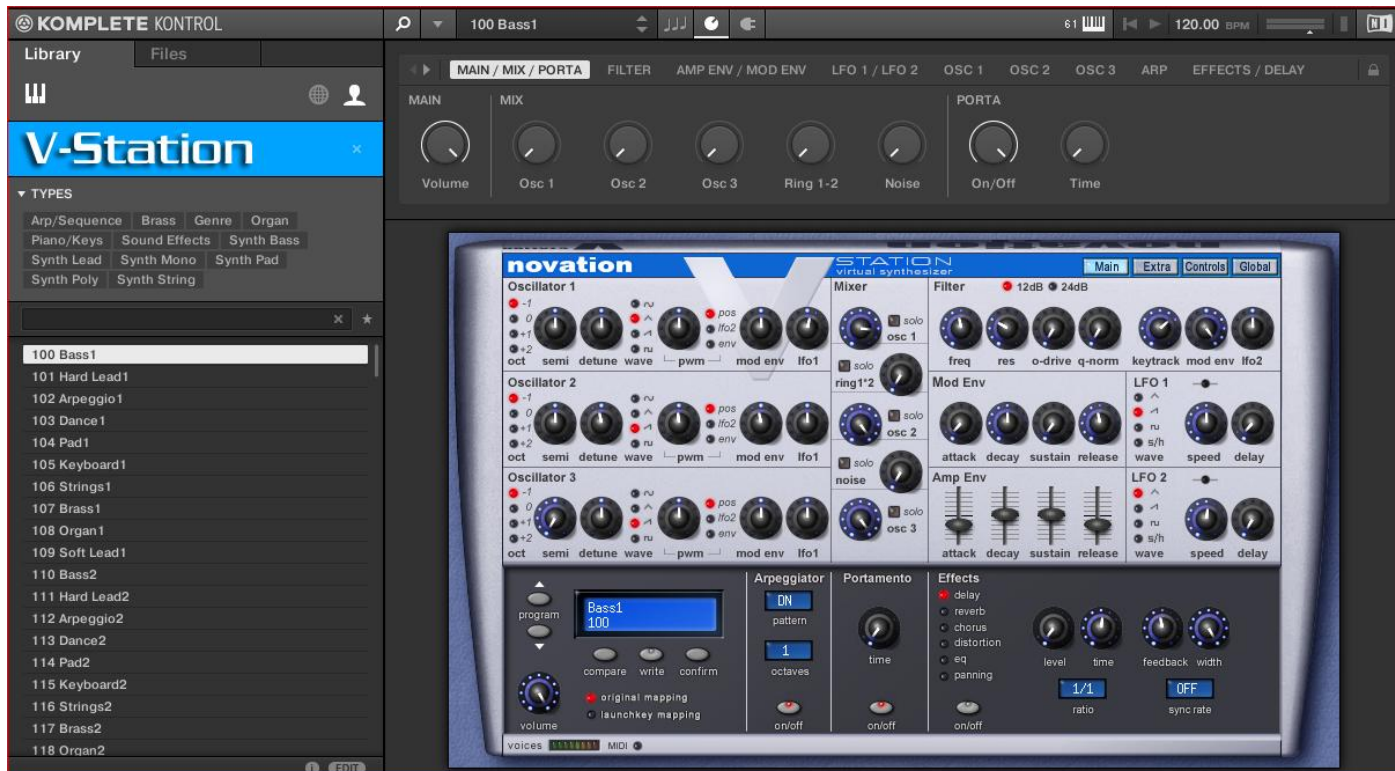 KOMPLETE KONTROL
100 Bass1
61
120.00 BPM
Library Files
V-Station
TYPES
Arp/Sequence Brass Genre Organ
Piano/Keys Sound Effects Synth Bass
Synth Lead Synth Mono Synth Pad
Synth Poly Synth String
100 Bass1
101 Hard Lead1
102 Arpeggio1
103 Dance1
104 Pad1
105 Keyboard1
106 Strings1
107 Brass1
108 Organ1
109 Soft Lead1
110 Bass2
111 Hard Lead2
112 Arpeggio2
113 Dance2
114 Pad2
115 Keyboard2
116 Strings2
117 Brass2
118 Organ2
EDIT
MAIN / MIX / PORTA FILTER AMP ENV / MOD ENV LFO 1 / LFO 2 OSC 1 OSC 2 OSC 3 ARP EFFECTS / DELAY
MAIN MIX PORTA
Volume Osc 1 Osc 2 Osc 3 Ring 1-2 Noise On/Off Time
novation V STATION
virtual synthesizer
Main Extra Controls Global
Oscillator 1
-1
0
+1
+2
pos
lfo2
env
oct semi detune wave pwm mod env lfo1
Oscillator 2
-1
0
+1
+2
pos
lfo2
env
oct semi detune wave pwm mod env lfo1
Oscillator 3
-1
0
+1
+2
pos
lfo2
env
oct semi detune wave pwm mod env lfo1
Mixer
solo
osc 1
solo
ring1*2
solo
osc 2
solo
noise
solo
osc 3
Filter 12dB 24dB
freq res o-drive q-norm keytrack mod env lfo2
Mod Env
attack decay sustain release
LFO 1
s/h
wave speed delay
Amp Env
attack decay sustain release
LFO 2
s/h
wave speed delay
program
Bass1
100
compare write confirm
original mapping
launchkey mapping
volume
Arpeggiator
DN
pattern
1
octaves
on/off
Portamento
time
on/off
Effects
delay
reverb
chorus
distortion
eq
panning
on/off
level time feedback width
1/1 OFF
ratio sync rate
voices MIDI